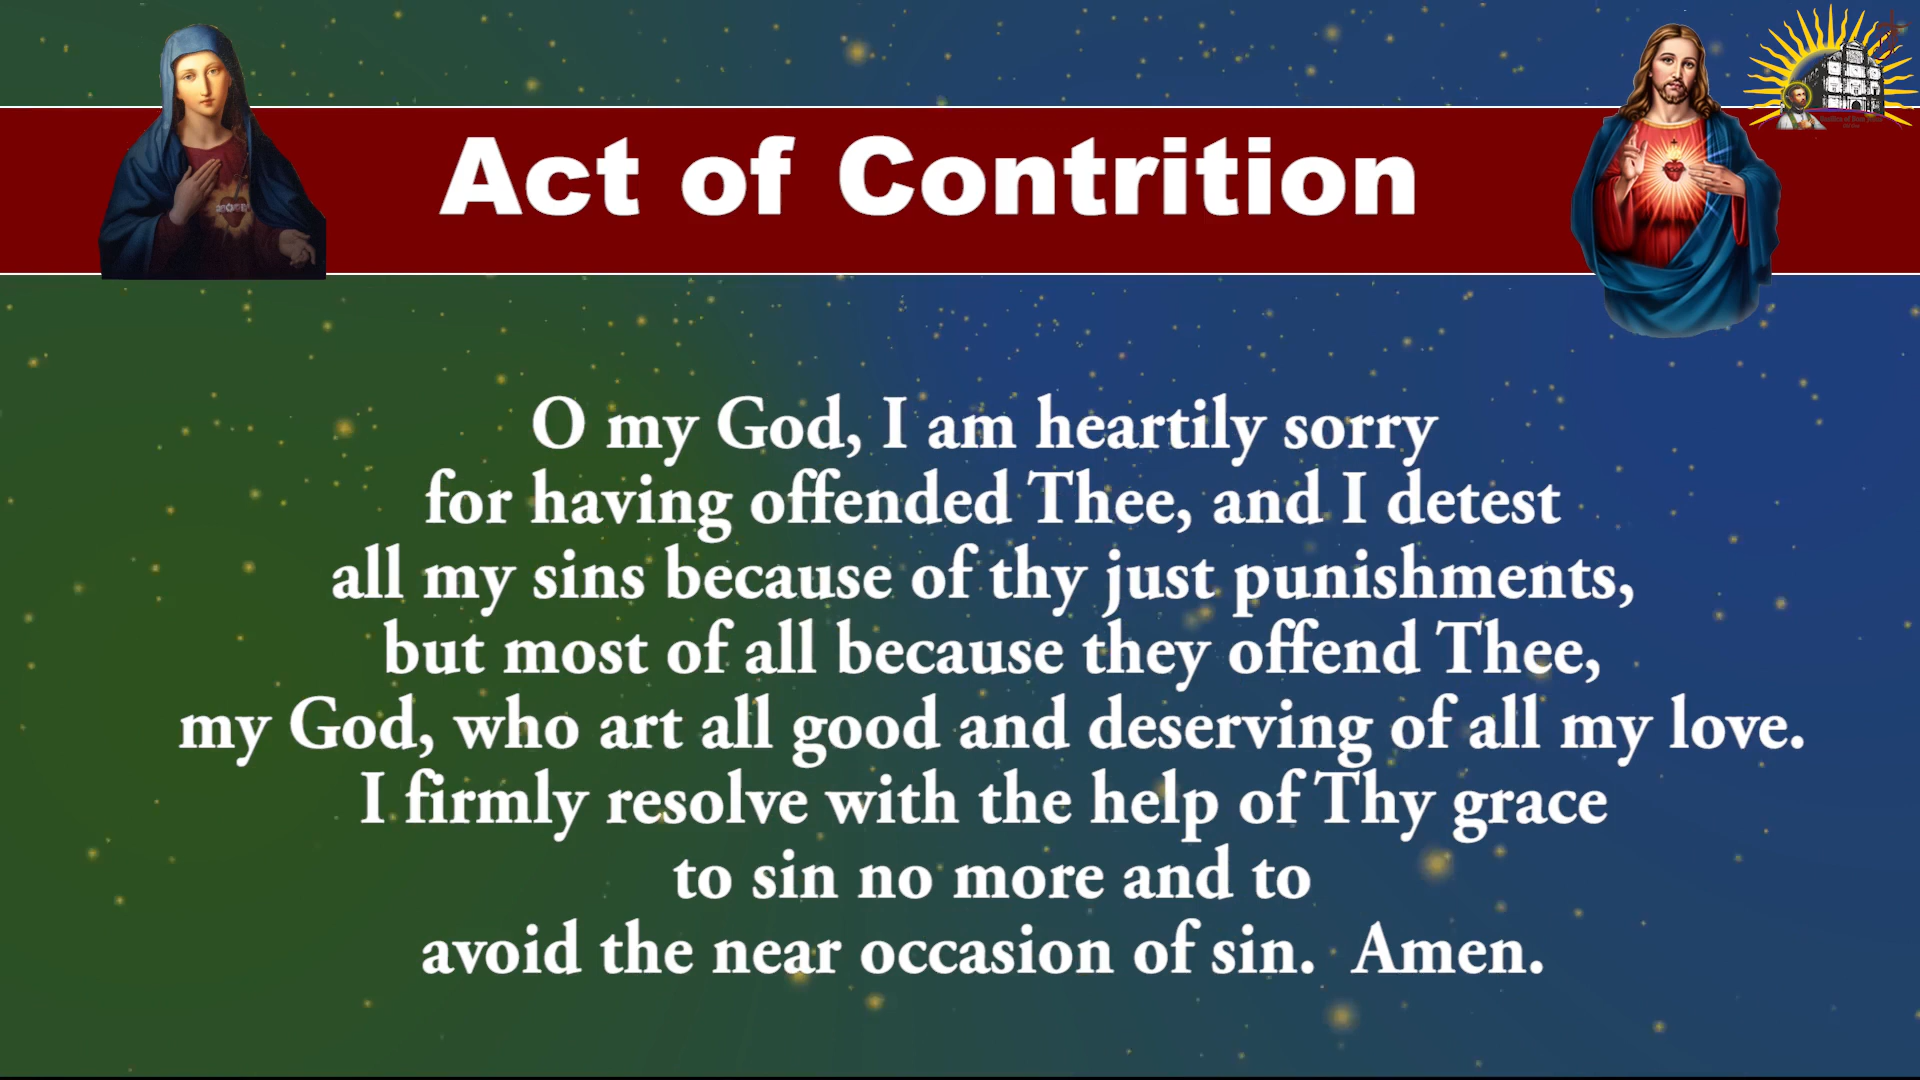 Act of Contrition
O my God, I am heartily sorry
for having offended Thee, and I detest
all my sins because of thy just punishments,
but most of all because they offend Thee,
my God, who art all good and deserving of all my love.
I firmly resolve with the help of Thy grace
to sin no more and to
avoid the near occasion of sin.  Amen.